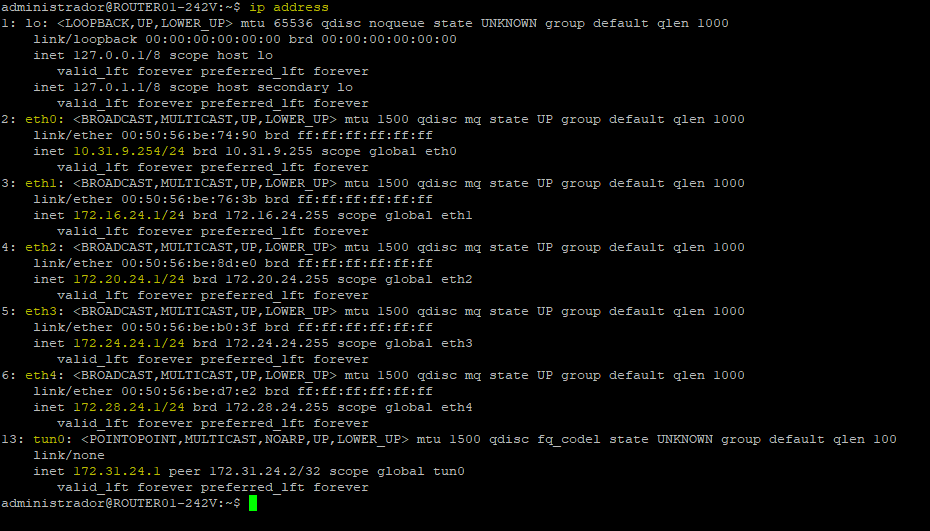 administrador@ROUTER01-242V:~$ ip address
1: lo: <LOOPBACK,UP,LOWER_UP> mtu 65536 qdisc noqueue state UNKNOWN group default qlen 1000
    link/loopback 00:00:00:00:00:00 brd 00:00:00:00:00:00
    inet 127.0.0.1/8 scope host lo
       valid_lft forever preferred_lft forever
    inet 127.0.1.1/8 scope host secondary lo
       valid_lft forever preferred_lft forever
2: eth0: <BROADCAST,MULTICAST,UP,LOWER_UP> mtu 1500 qdisc mq state UP group default qlen 1000
    link/ether 00:50:56:be:74:90 brd ff:ff:ff:ff:ff:ff
    inet 10.31.9.254/24 brd 10.31.9.255 scope global eth0
       valid_lft forever preferred_lft forever
3: eth1: <BROADCAST,MULTICAST,UP,LOWER_UP> mtu 1500 qdisc mq state UP group default qlen 1000
    link/ether 00:50:56:be:76:3b brd ff:ff:ff:ff:ff:ff
    inet 172.16.24.1/24 brd 172.16.24.255 scope global eth1
       valid_lft forever preferred_lft forever
4: eth2: <BROADCAST,MULTICAST,UP,LOWER_UP> mtu 1500 qdisc mq state UP group default qlen 1000
    link/ether 00:50:56:be:8d:e0 brd ff:ff:ff:ff:ff:ff
    inet 172.20.24.1/24 brd 172.20.24.255 scope global eth2
       valid_lft forever preferred_lft forever
5: eth3: <BROADCAST,MULTICAST,UP,LOWER_UP> mtu 1500 qdisc mq state UP group default qlen 1000
    link/ether 00:50:56:be:b0:3f brd ff:ff:ff:ff:ff:ff
    inet 172.24.24.1/24 brd 172.24.24.255 scope global eth3
       valid_lft forever preferred_lft forever
6: eth4: <BROADCAST,MULTICAST,UP,LOWER_UP> mtu 1500 qdisc mq state UP group default qlen 1000
    link/ether 00:50:56:be:d7:e2 brd ff:ff:ff:ff:ff:ff
    inet 172.28.24.1/24 brd 172.28.24.255 scope global eth4
       valid_lft forever preferred_lft forever
13: tun0: <POINTOPOINT,MULTICAST,NOARP,UP,LOWER_UP> mtu 1500 qdisc fq_codel state UNKNOWN group default qlen 100
    link/none
    inet 172.31.24.1 peer 172.31.24.2/32 scope global tun0
       valid_lft forever preferred_lft forever
administrador@ROUTER01-242V:~$